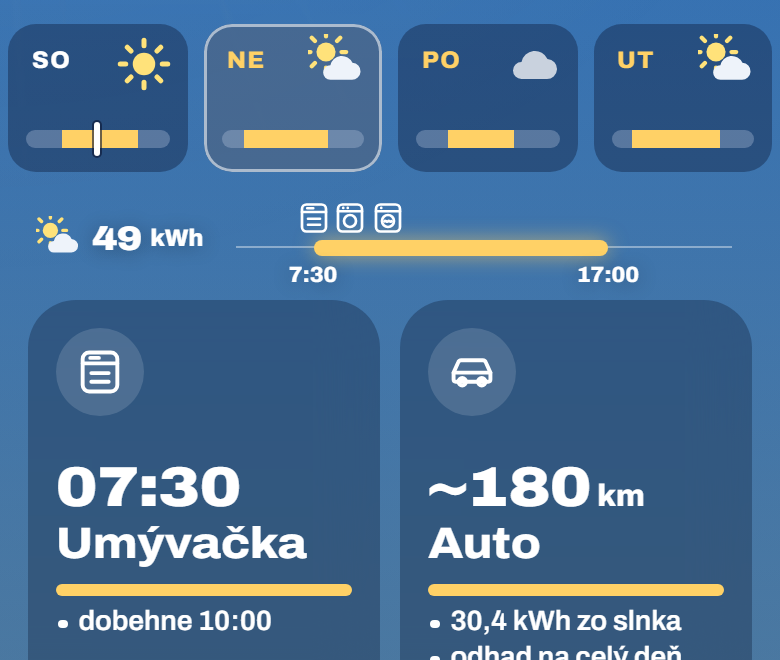 SO
NE
PO
UT
49 kWh
7:30
17:00
07:30
Umývačka
• dobehne 10:00
~180 km
Auto
• 30,4 kWh zo slnka
• odhad na celý deň